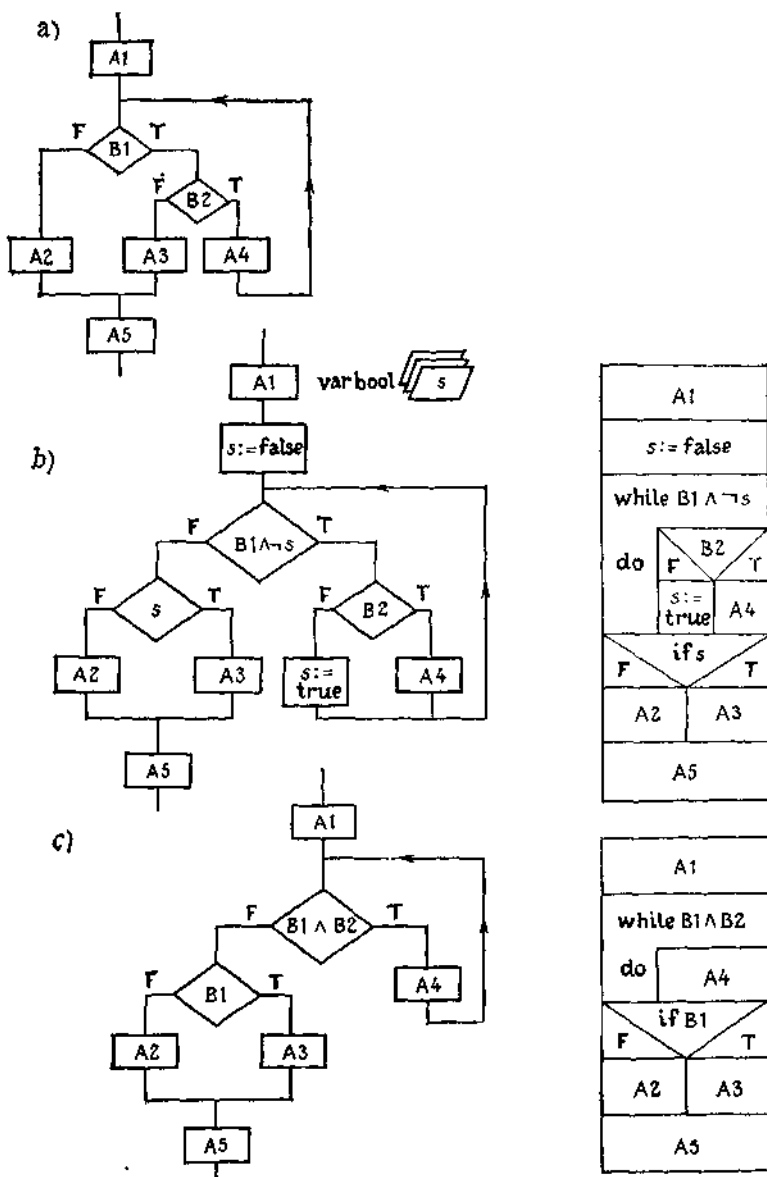 a)
A1
F T
B1
F T
B2
A2 A3 A4
A5
b)
A1 var bool s
s:=false
F T
B1∧¬s
F T F T
s B2
A2 A3 s:= true A4
A5
A1
s:=false
while B1∧¬s
do F B2 T
s:= true A4
if s
F T
A2 A3
A5
c)
A1
F T
B1∧B2
F T
B1 A4
A2 A3
A5
A1
while B1∧B2
do A4
if B1
F T
A2 A3
A5